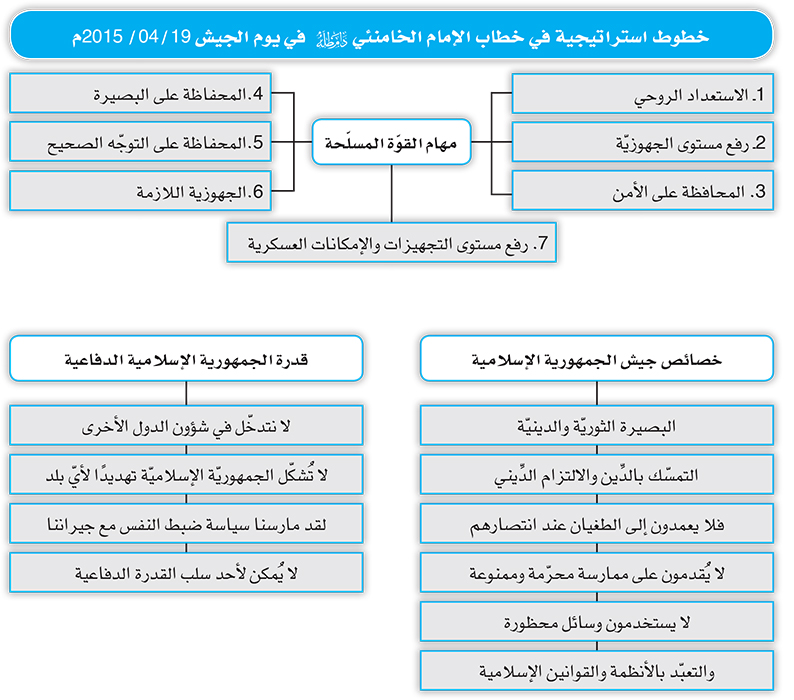 خطوط استراتيجية في خطاب الإمام الخامنئي دام ظله في يوم الجيش 19/ 04/ 2015م
1. الاستعداد الروحي
2. رفع مستوى الجهوزيّة
3. المحافظة على الأمن
مهام القوّة المسلّحة
4. المحفاظة على البصيرة
5. المحفاظة على التوجّه الصحيح
6. الجهوزية اللازمة
7. رفع مستوى التجهيزات والإمكانات العسكرية
خصائص جيش الجمهورية الإسلامية
البصيرة الثوريّة والدينيّة
التمسّك بالدِّين والالتزام الدِّيني
فلا يعمدون إلى الطغيان عند انتصارهم
لا يُقدمون على ممارسة محرّمة وممنوعة
لا يستخدمون وسائل محظورة
والتعبّد بالأنظمة والقوانين الإسلامية
قدرة الجمهورية الإسلامية الدفاعية
لا نتدخّل في شؤون الدول الأخرى
لا تُشكّل الجمهوريّة الإسلاميّة تهديدًا لأيّ بلد
لقد مارسنا سياسة ضبط النفس مع جيراننا
لا يُمكن لأحد سلب القدرة الدفاعية